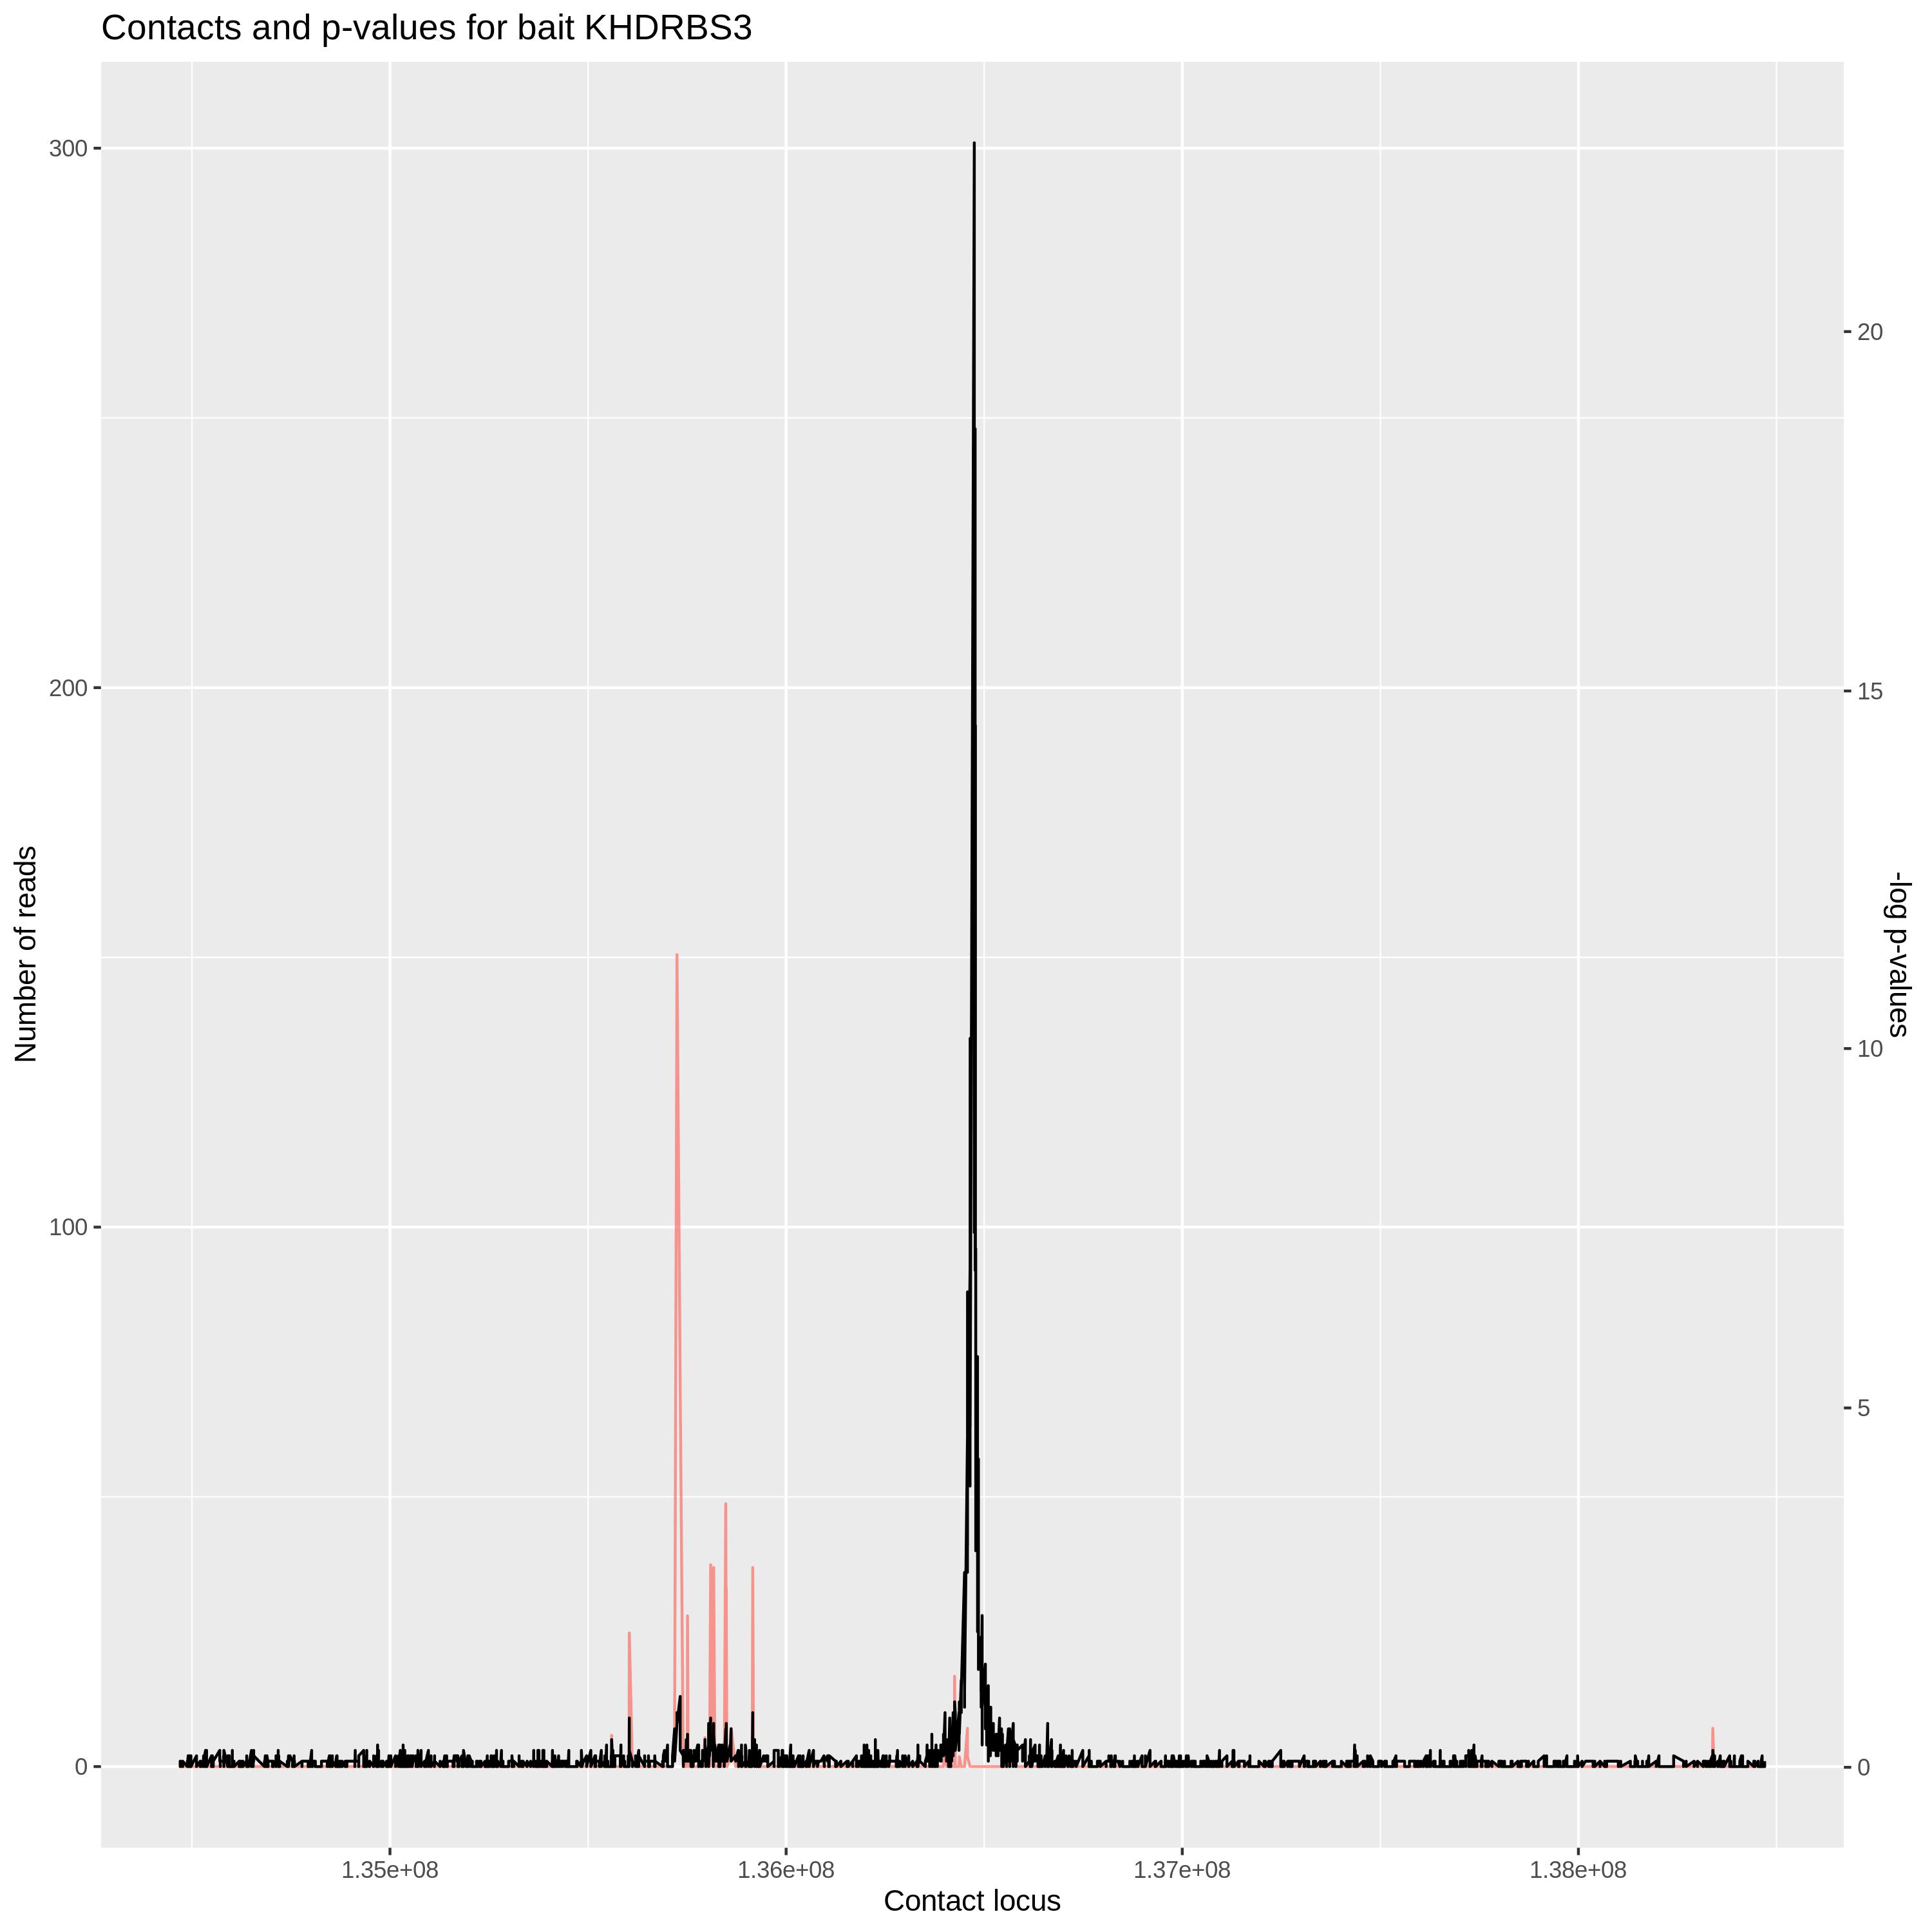 Contacts and p-values for bait KHDRBS3
300
200
100
0
Number of reads
20
15
10
5
0
-log p-values
1.35e+08
1.36e+08
1.37e+08
1.38e+08
Contact locus